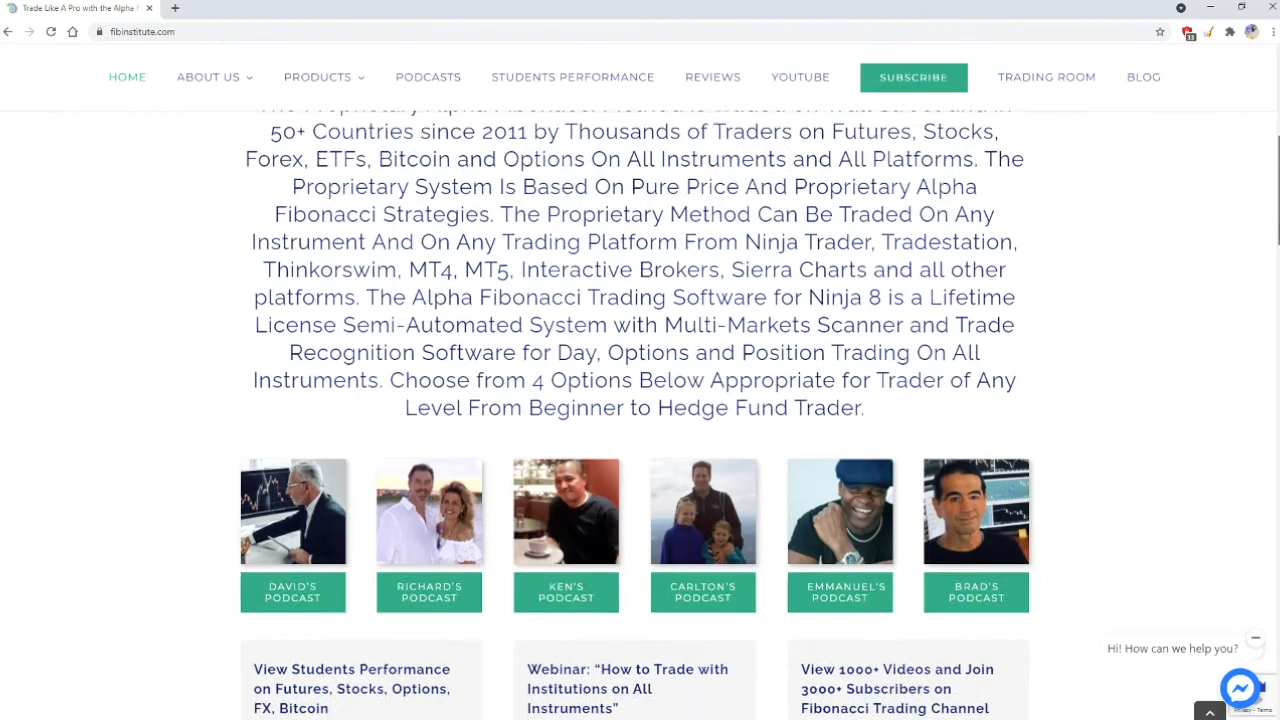 Trade Like A Pro with the Alpha
fibinstitute.com
33
HOME ABOUT US PRODUCTS PODCASTS STUDENTS PERFORMANCE REVIEWS YOUTUBE SUBSCRIBE TRADING ROOM BLOG
50+ Countries since 2011 by Thousands of Traders on Futures, Stocks,
Forex, ETFs, Bitcoin and Options On All Instruments and All Platforms. The
Proprietary System Is Based On Pure Price And Proprietary Alpha
Fibonacci Strategies. The Proprietary Method Can Be Traded On Any
Instrument And On Any Trading Platform From Ninja Trader, Tradestation,
Thinkorswim, MT4, MT5, Interactive Brokers, Sierra Charts and all other
platforms. The Alpha Fibonacci Trading Software for Ninja 8 is a Lifetime
License Semi-Automated System with Multi-Markets Scanner and Trade
Recognition Software for Day, Options and Position Trading On All
Instruments. Choose from 4 Options Below Appropriate for Trader of Any
Level From Beginner to Hedge Fund Trader.
DAVID'S
PODCAST
RICHARD'S
PODCAST
KEN'S
PODCAST
CARLTON'S
PODCAST
EMMANUEL'S
PODCAST
BRAD'S
PODCAST
View Students Performance
on Futures, Stocks, Options,
FX, Bitcoin
Webinar: “How to Trade with
Institutions on All
Instruments”
View 1000+ Videos and Join
3000+ Subscribers on
Fibonacci Trading Channel
Hi! How can we help you?
Privacy - Terms